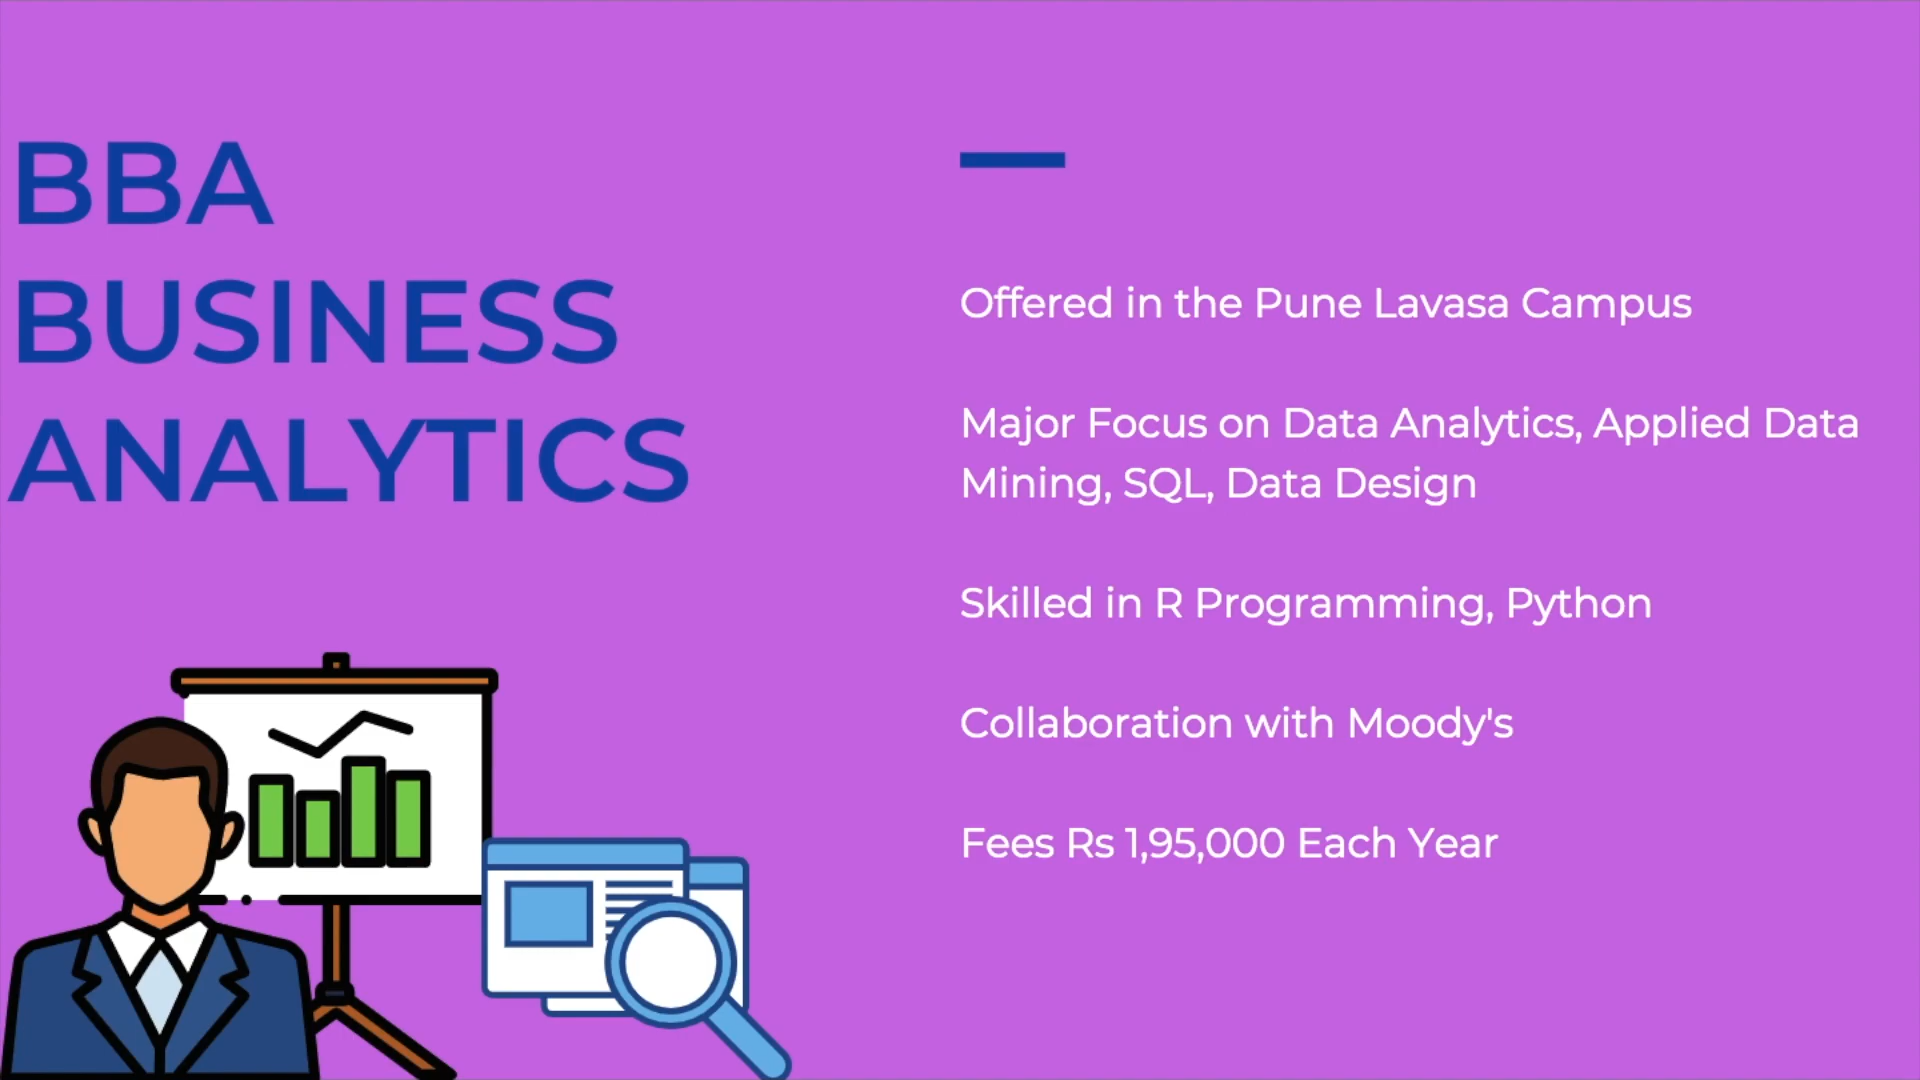 BBA
BUSINESS
ANALYTICS
Offered in the Pune Lavasa Campus
Major Focus on Data Analytics, Applied Data
Mining, SQL, Data Design
Skilled in R Programming, Python
Collaboration with Moody's
Fees Rs 1,95,000 Each Year